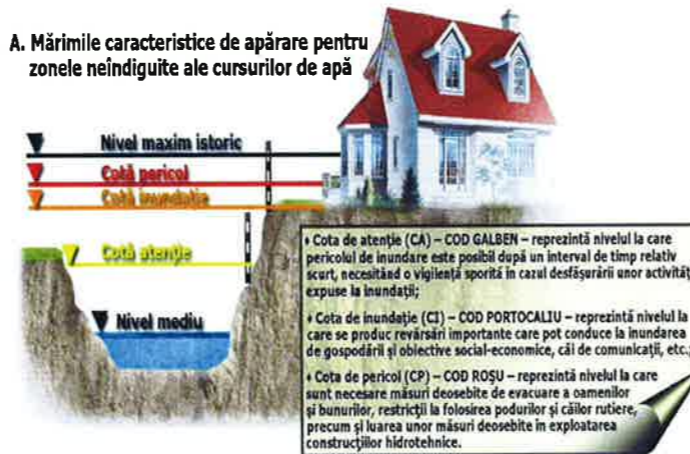 A. Mărimile caracteristice de apărare pentru
zonele neîndiguite ale cursurilor de apă
Nivel maxim istoric
Cotă pericol
Cotă inundație
Cotă atenție
Nivel mediu
• Cota de atenție (CA) – COD GALBEN – reprezintă nivelul la care
pericolul de inundare este posibil după un interval de timp relativ
scurt, necesitând o vigilență sporită în cazul desfășurării unor activităț
expuse la inundații;
• Cota de inundație (CI) – COD PORTOCALIU – reprezintă nivelul la
care se produc revărsări importante care pot conduce la inundarea
de gospodării și obiective social-economice, căi de comunicații, etc.;
• Cota de pericol (CP) – COD ROȘU – reprezintă nivelul la care
sunt necesare măsuri deosebite de evacuare a oamenilor
și bunurilor, restricții la folosirea podurilor și căilor rutiere,
precum și luarea unor măsuri deosebite în exploatarea
construcțiilor hidrotehnice.